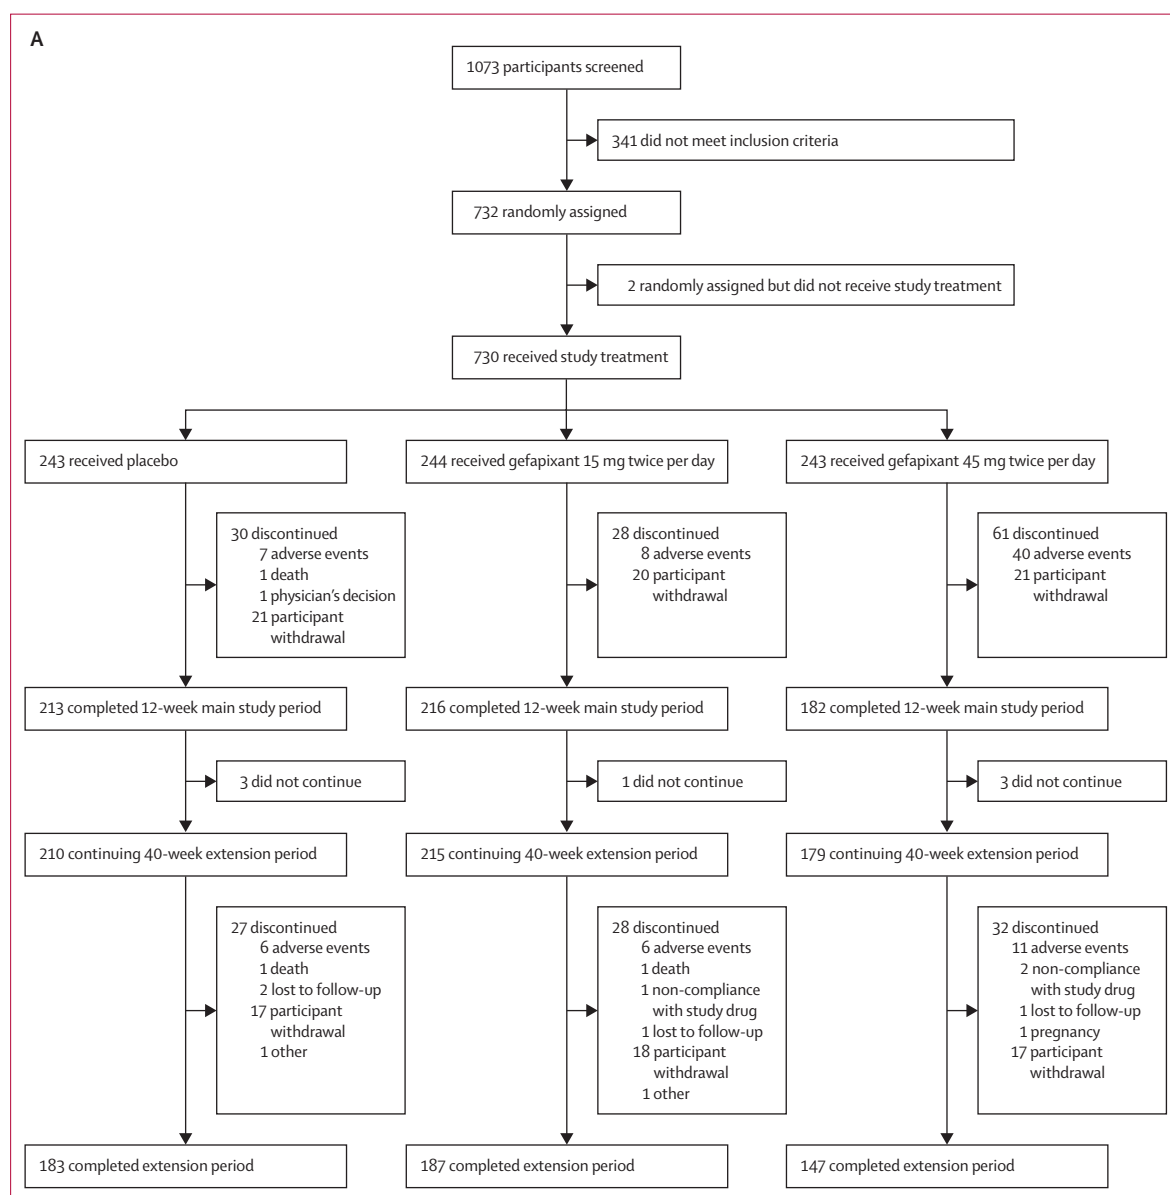 A
1073 participants screened
341 did not meet inclusion criteria
732 randomly assigned
2 randomly assigned but did not receive study treatment
730 received study treatment
243 received placebo
244 received gefapixant 15 mg twice per day
243 received gefapixant 45 mg twice per day
30 discontinued
7 adverse events
1 death
1 physician's decision
21 participant
withdrawal
28 discontinued
8 adverse events
20 participant
withdrawal
61 discontinued
40 adverse events
21 participant
withdrawal
213 completed 12-week main study period
216 completed 12-week main study period
182 completed 12-week main study period
3 did not continue
1 did not continue
3 did not continue
210 continuing 40-week extension period
215 continuing 40-week extension period
179 continuing 40-week extension period
27 discontinued
6 adverse events
1 death
2 lost to follow-up
17 participant
withdrawal
1 other
28 discontinued
6 adverse events
1 death
1 non-compliance
with study drug
1 lost to follow-up
18 participant
withdrawal
1 other
32 discontinued
11 adverse events
2 non-compliance
with study drug
1 lost to follow-up
1 pregnancy
17 participant
withdrawal
183 completed extension period
187 completed extension period
147 completed extension period